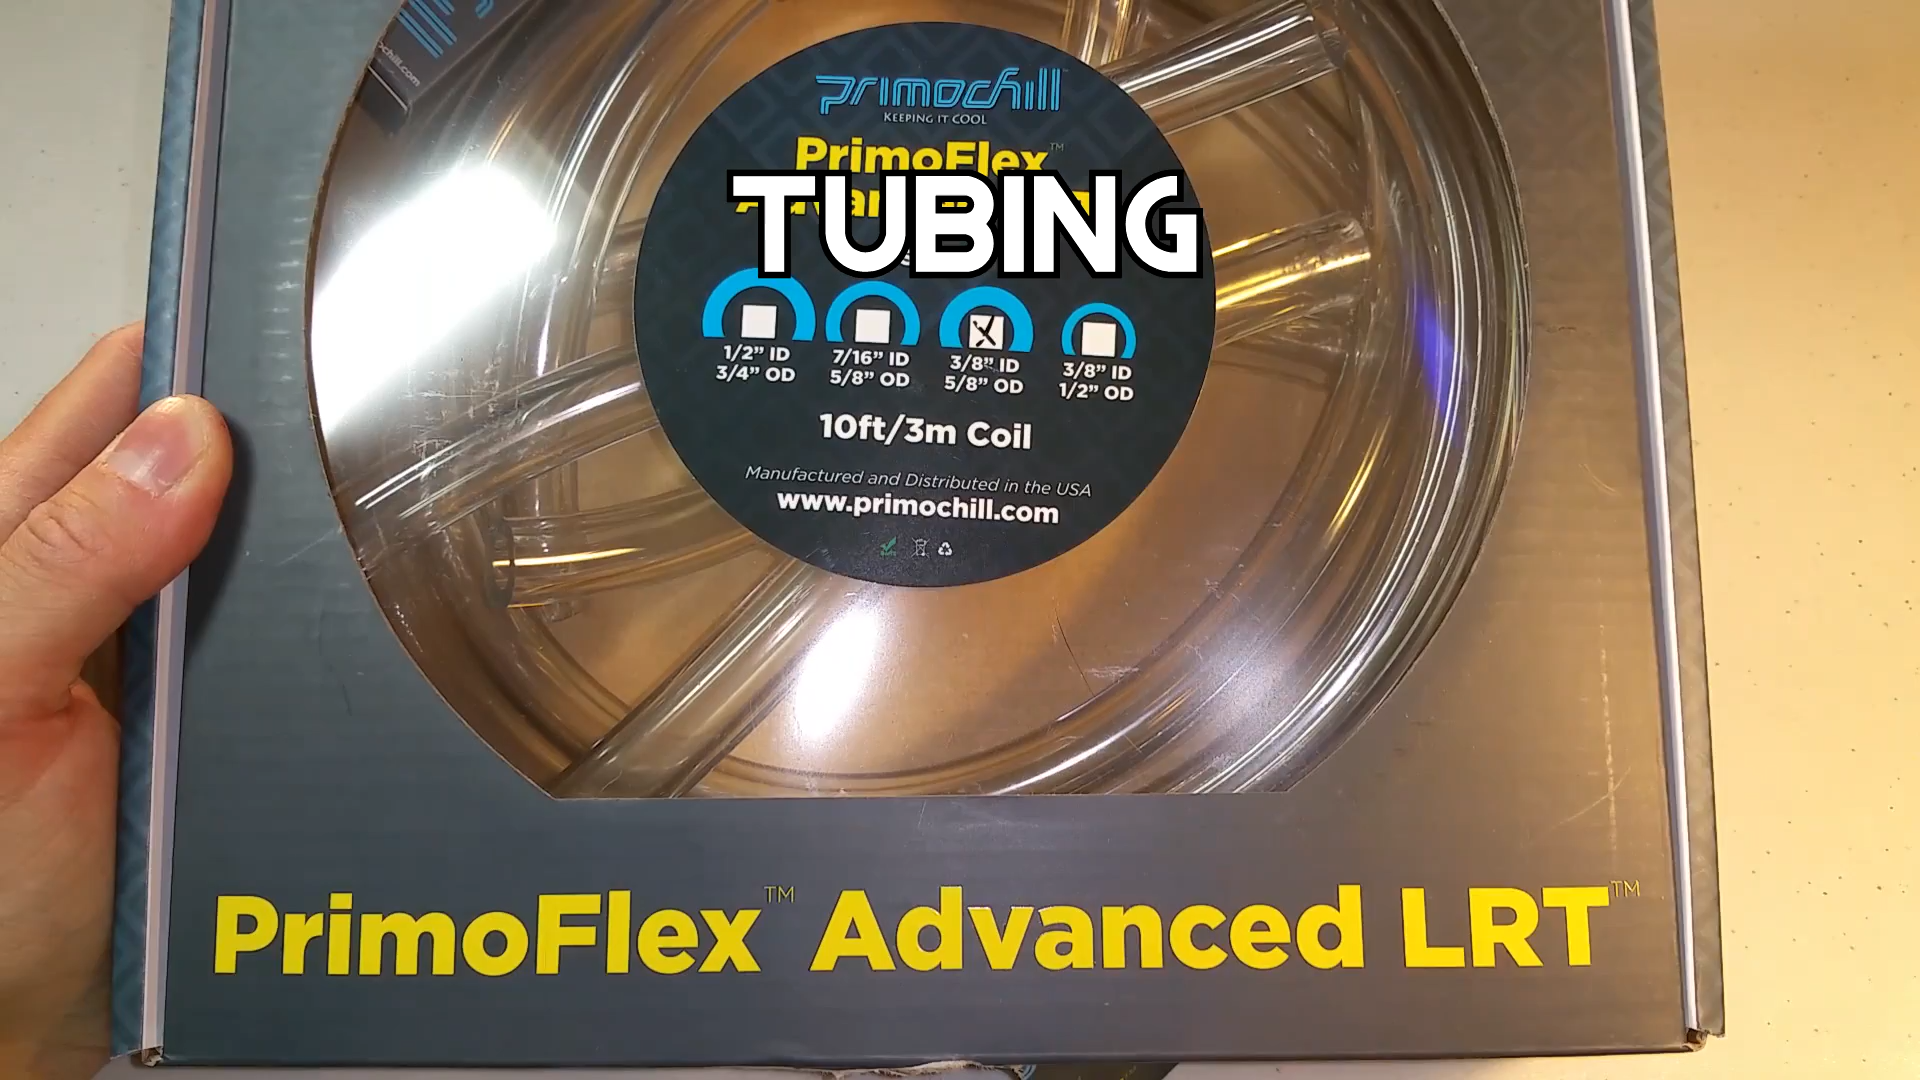 chill.com
primochill
KEEPING IT COOL
PrimoFlex™
TUBING
1/2” ID
3/4” OD
7/16” ID
5/8” OD
3/8” ID
5/8” OD
3/8” ID
1/2” OD
10ft/3m Coil
Manufactured and Distributed in the USA
www.primochill.com
PrimoFlex™ Advanced LRT™